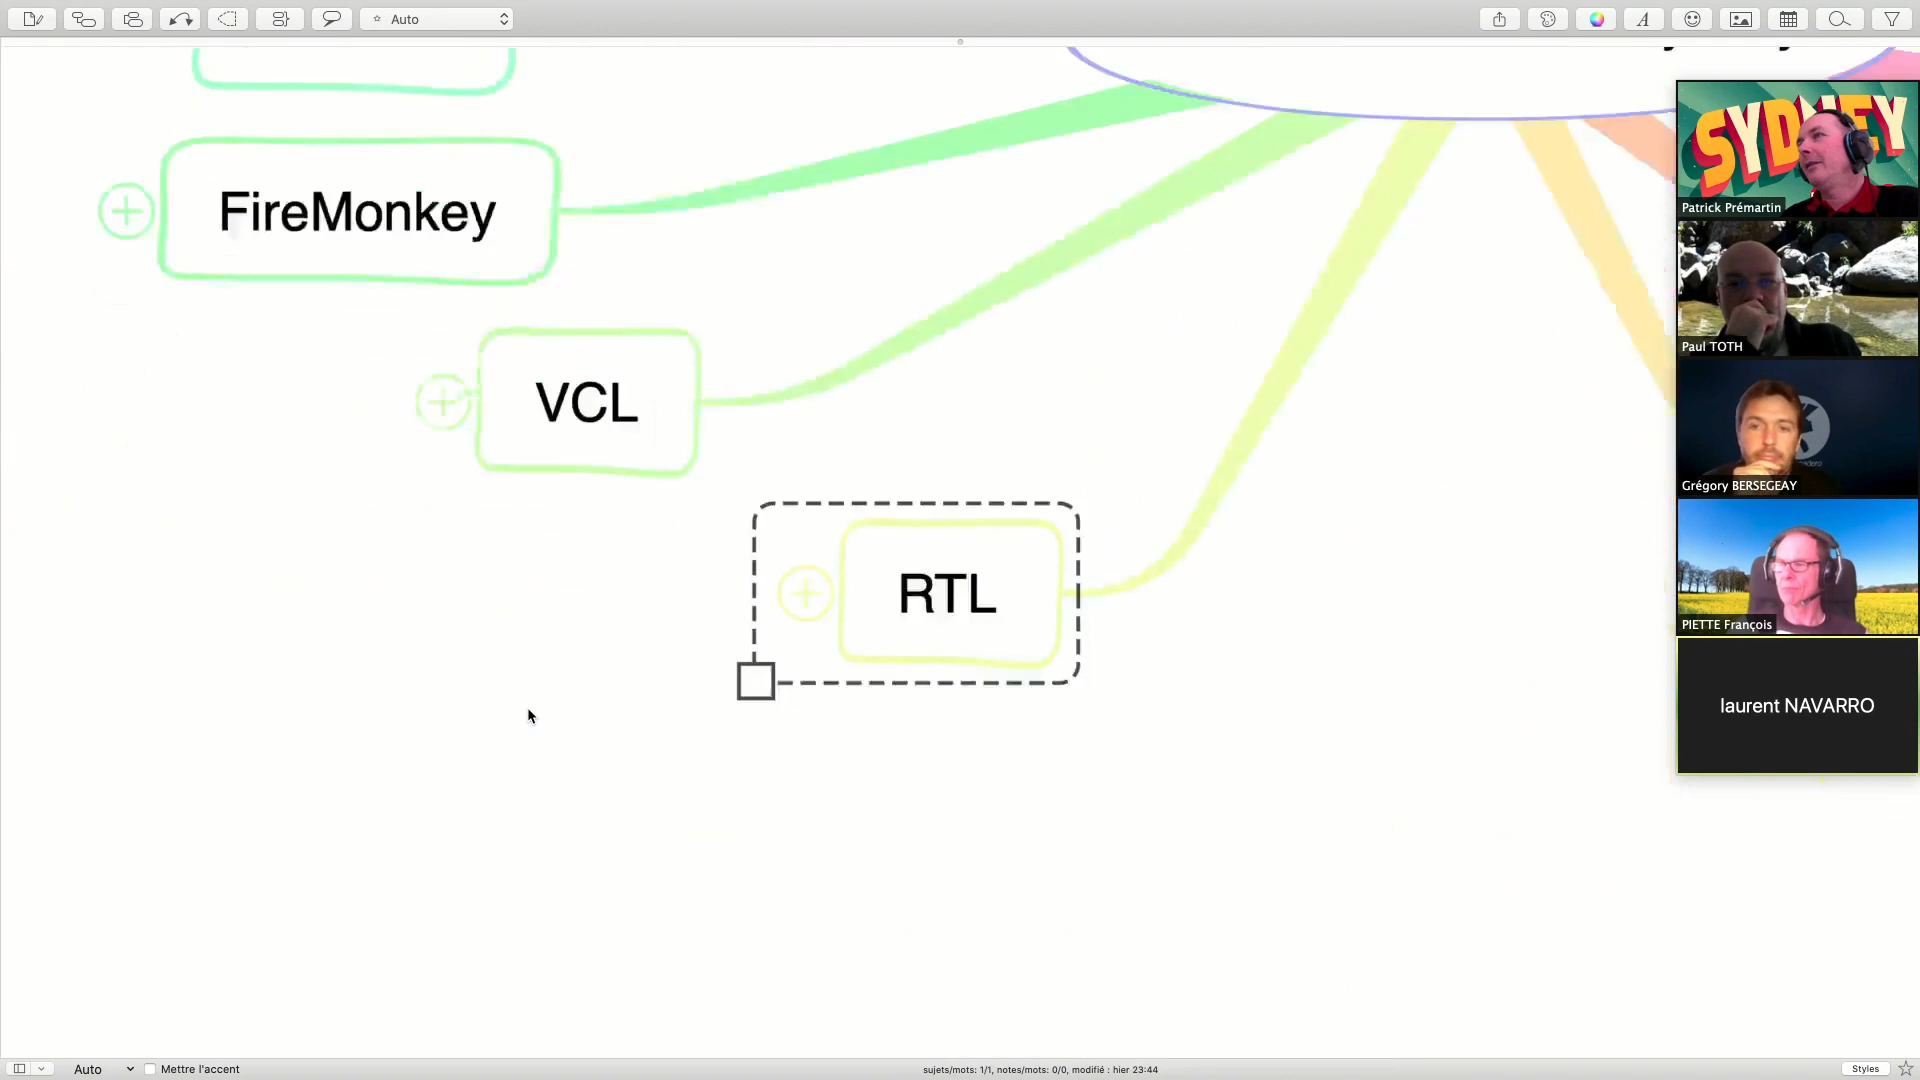 Auto
SYDNEY
Patrick Prémartin
FireMonkey
Paul TOTH
VCL
Grégory BERSEGEAY
RTL
PIETTE François
laurent NAVARRO
Auto
Mettre l'accent
sujets/mots: 1/1, notes/mots: 0/0, modifié : hier 23:44
Styles